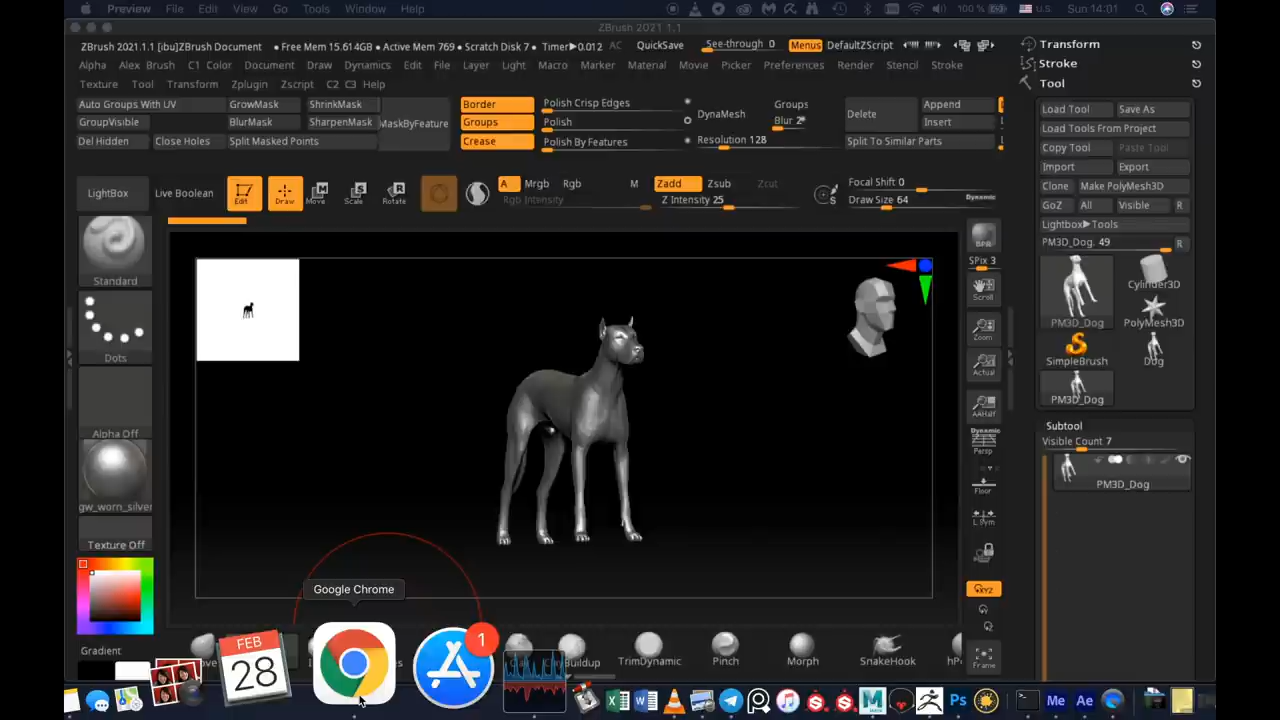 Preview File Edit View Go Tools Window Help 100% U.S. Sun 14:01
ZBrush 2021 1.1
ZBrush 2021.1.1 [ibu]ZBrush Document ● Free Mem 15.614GB ● Active Mem 769 ● Scratch Disk 7 ● Timer▶0.012 AC QuickSave See-through 0 Menus DefaultZScript
Alpha Alex Brush C1 Color Document Draw Dynamics Edit File Layer Light Macro Marker Material Movie Picker Preferences Render Stencil Stroke
Texture Tool Transform Zplugin Zscript C2 C3 Help
Auto Groups With UV GrowMask ShrinkMask
GroupVisible BlurMask SharpenMask
Del Hidden Close Holes Split Masked Points
MaskByFeature
Border
Groups
Crease
Polish Crisp Edges
Polish
Polish By Features
DynaMesh
Groups
Blur 2
Resolution 128
Delete
Append
Insert
Split To Similar Parts
LightBox
Live Boolean
Edit
Draw
Move
Scale
Rotate
A Mrgb Rgb M
Rgb Intensity
Zadd Zsub Zcut
Z Intensity 25
S
Focal Shift 0
Draw Size 64
Dynamic
Standard
Dots
Alpha Off
gw_worn_silver
Texture Off
Gradient
BPR
SPix 3
Scroll
Zoom
Actual
AAHalf
Dynamic
Persp
Floor
L.Sym
XYZ
Frame
Transform
Stroke
Tool
Load Tool Save As
Load Tools From Project
Copy Tool Paste Tool
Import Export
Clone Make PolyMesh3D
GoZ All Visible R
Lightbox▶Tools
PM3D_Dog. 49 R
PM3D_Dog
Cylinder3D
PolyMesh3D
SimpleBrush
Dog
PM3D_Dog
Subtool
Visible Count 7
PM3D_Dog
Google Chrome
TrimDynamic
Pinch
Morph
SnakeHook
FEB
28
1
Me Ae
Ps